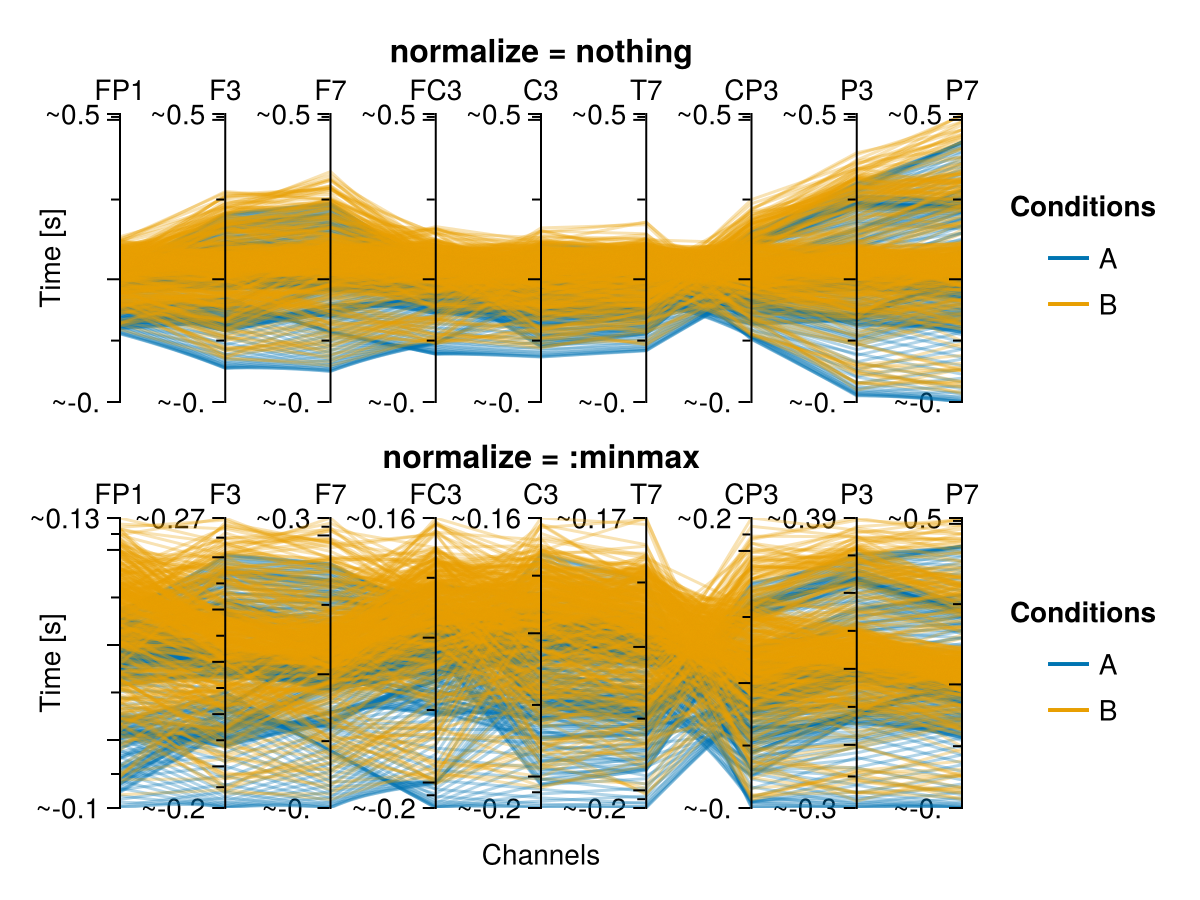 normalize = nothing
FP1 F3 F7 FC3 C3 T7 CP3 P3 P7
~0.5 ~0.5 ~0.5 ~0.5 ~0.5 ~0.5 ~0.5 ~0.5 ~0.5
Time [s]
Conditions
A
B
~-0. ~-0. ~-0. ~-0. ~-0. ~-0. ~-0. ~-0. ~-0.
normalize = :minmax
FP1 F3 F7 FC3 C3 T7 CP3 P3 P7
~0.13 ~0.27 ~0.3 ~0.16 ~0.16 ~0.17 ~0.2 ~0.39 ~0.5
Time [s]
Conditions
A
B
~-0.1 ~-0.2 ~-0. ~-0.2 ~-0.2 ~-0.2 ~-0. ~-0.3 ~-0.
Channels